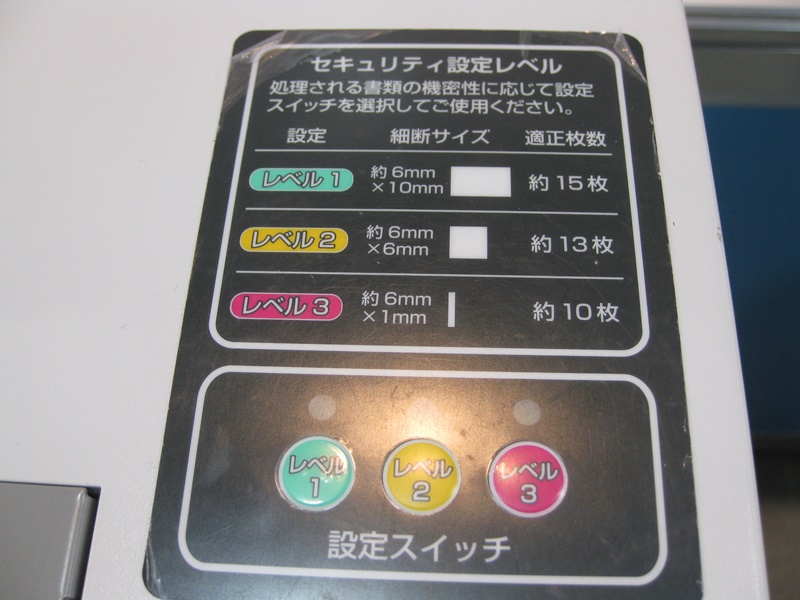 セキュリティ設定レベル
処理される書類の機密性に応じて設定
スイッチを選択してご使用ください。
設定 細断サイズ 適正枚数
レベル1 約6mm ×10mm 約15枚
レベル2 約6mm ×6mm 約13枚
レベル3 約6mm ×1mm 約10枚
レベル 1 レベル 2 レベル 3
設定スイッチ